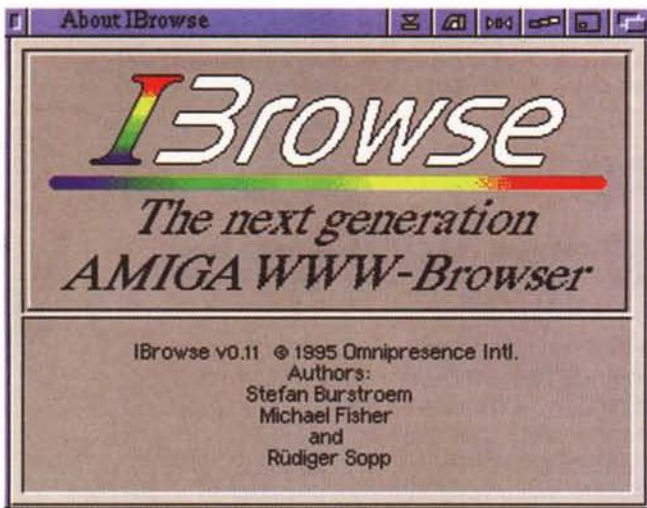 About IBrowse
IBrowse
The next generation
AMIGA WWW-Browser
IBrowse v0.11 © 1995 Omnipresence Intl.
Authors:
Stefan Burstroem
Michael Fisher
and
Rüdiger Sopp